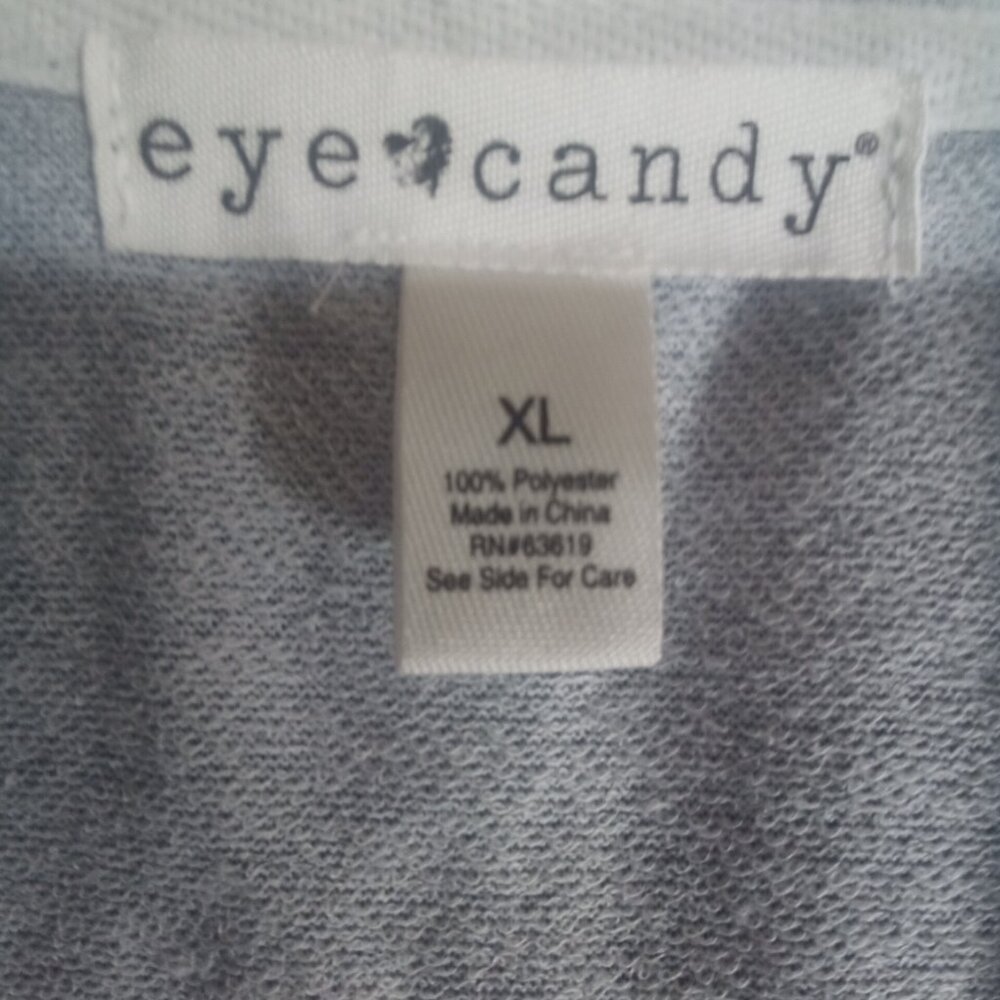 eye candy®
XL
100% Polyester
Made in China
RN#63619
See Side For Care